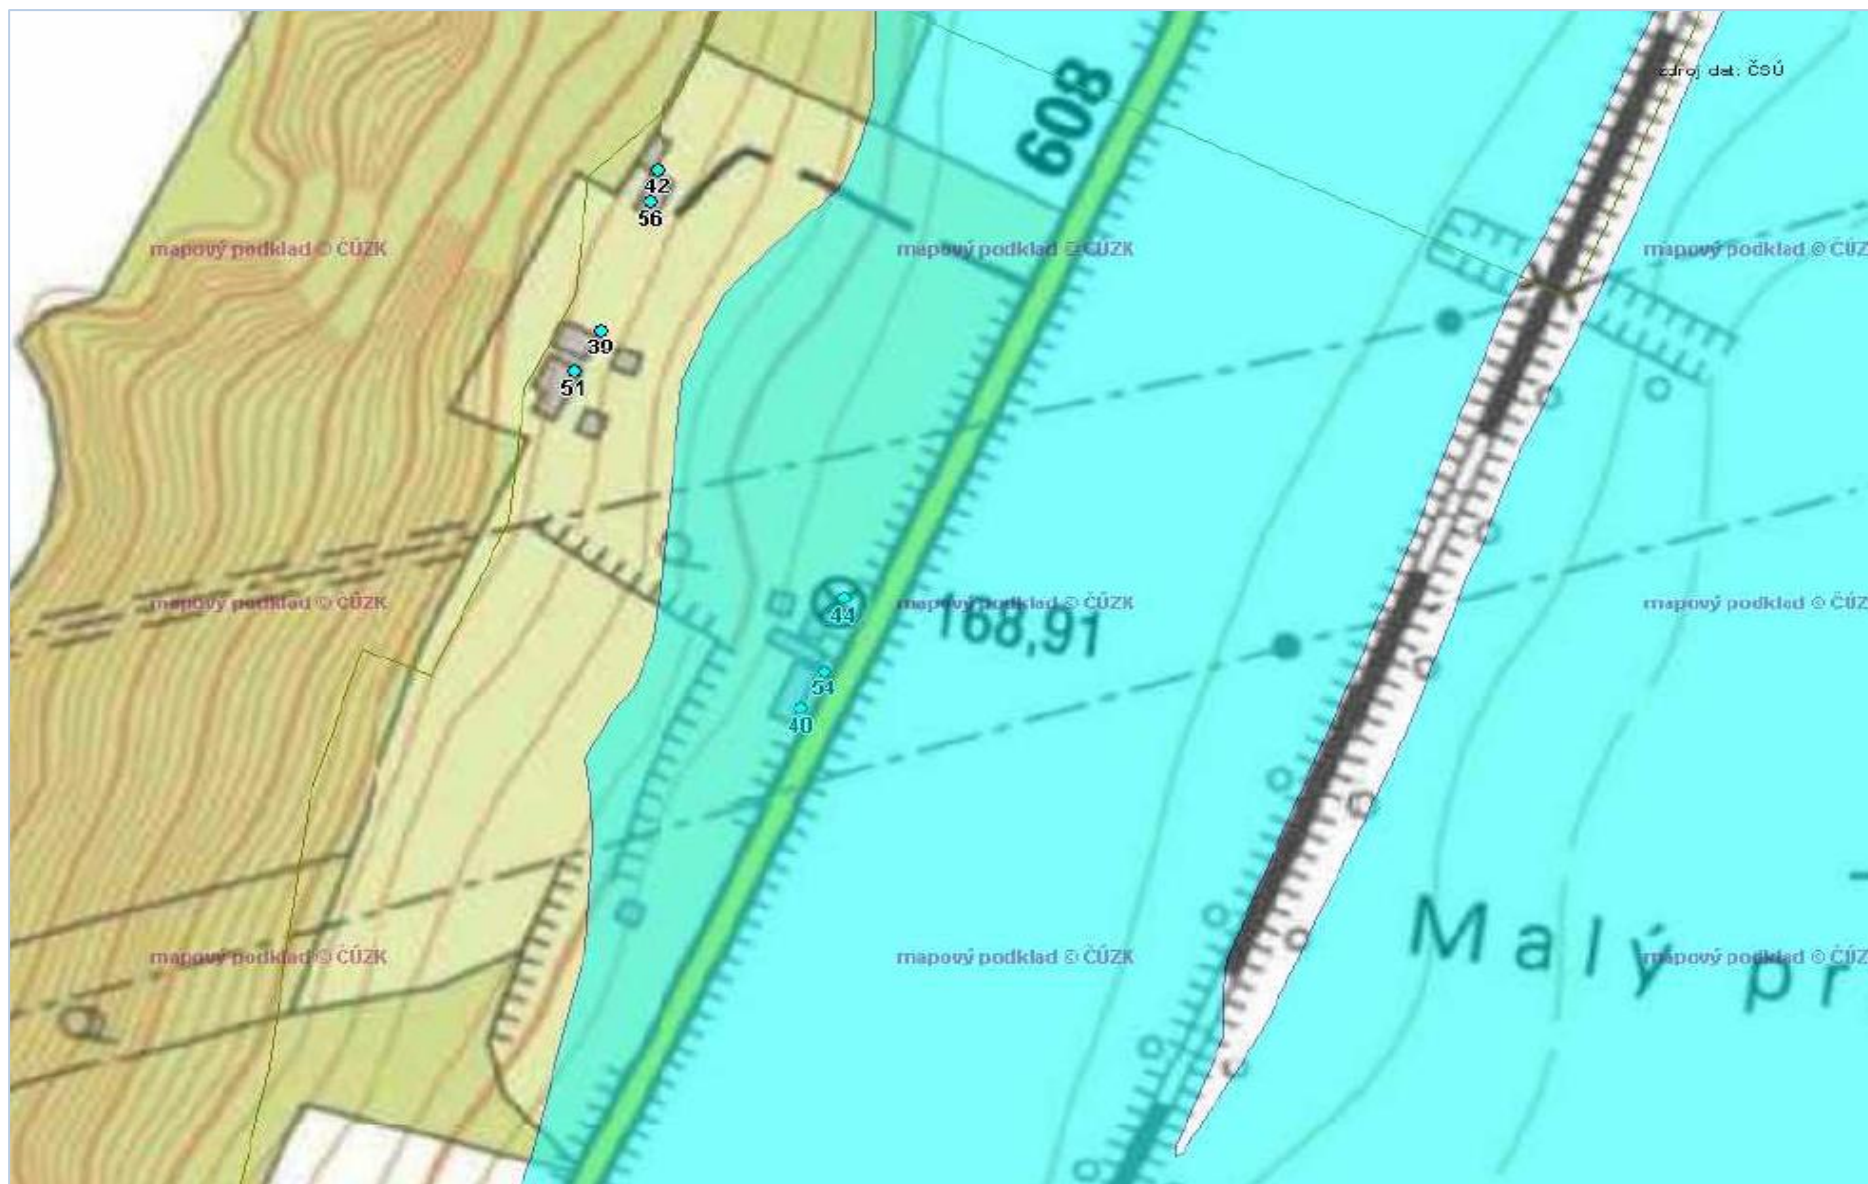 608
zdroj dat: ČSÚ
42
56
mapový podklad © ČÚZK
mapový podklad © ČÚZK
mapový podklad © ČÚZ
39
51
mapový podklad © ČÚZK
mapový podklad © ČÚZK
mapový podklad © ČÚZ
44
168,91
54
40
Malý pr
mapový podklad © ČÚZK
mapový podklad © ČÚZK
mapový podklad © ČÚZ